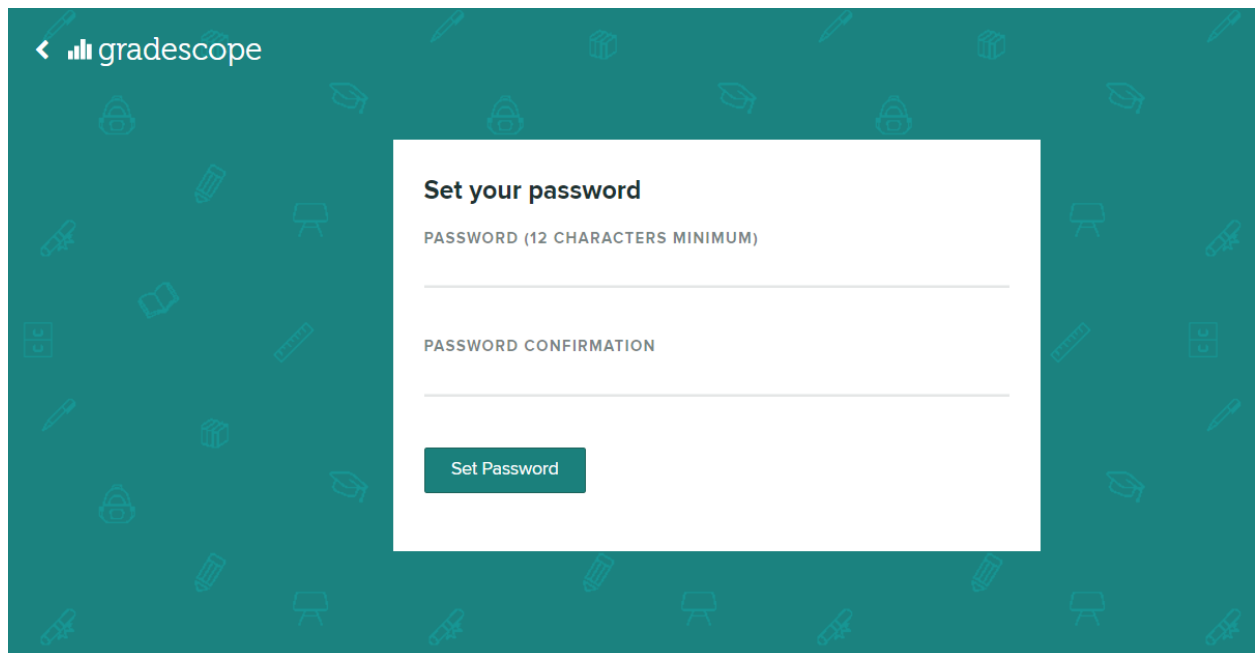 gradescope
Set your password
PASSWORD (12 CHARACTERS MINIMUM)
PASSWORD CONFIRMATION
Set Password